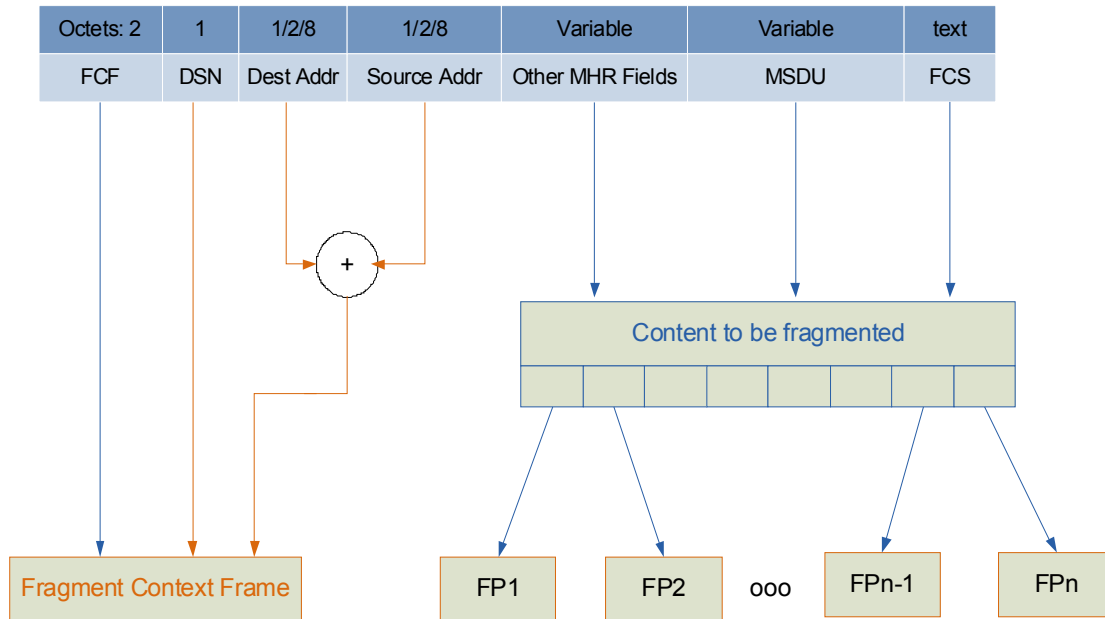 Octets: 2 1 1/2/8 1/2/8 Variable Variable text
FCF DSN Dest Addr Source Addr Other MHR Fields MSDU FCS
+
Content to be fragmented
Fragment Context Frame FP1 FP2 ooo FPn-1 FPn